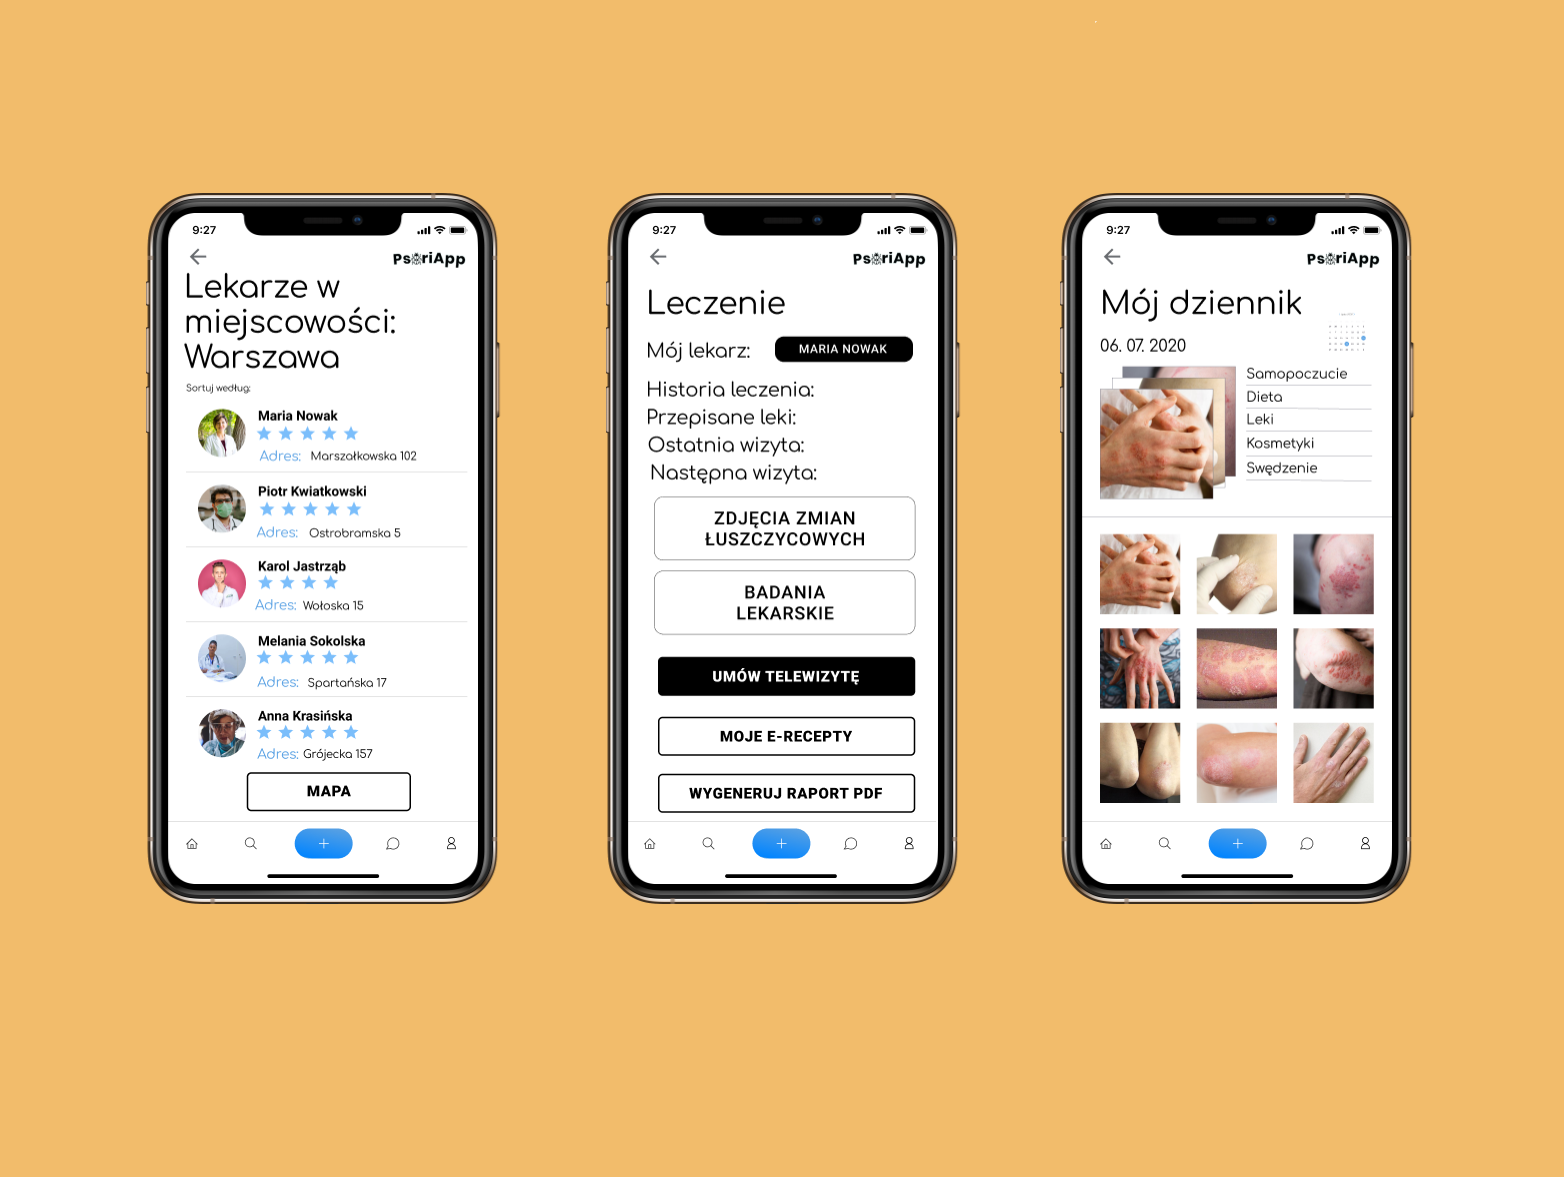 9:27
PsoriApp
Lekarze w
miejscowości:
Warszawa
Sortuj według:
Maria Nowak
Adres: Marszałkowska 102
Piotr Kwiatkowski
Adres: Ostrobramska 5
Karol Jastrząb
Adres: Wołoska 15
Melania Sokolska
Adres: Spartańska 17
Anna Krasińska
Adres: Grójecka 157
MAPA
9:27
PsoriApp
Leczenie
Mój lekarz: MARIA NOWAK
Historia leczenia:
Przepisane leki:
Ostatnia wizyta:
Następna wizyta:
ZDJĘCIA ZMIAN
ŁUSZCZYCOWYCH
BADANIA
LEKARSKIE
UMÓW TELEWIZYTĘ
MOJE E-RECEPTY
WYGENERUJ RAPORT PDF
9:27
PsoriApp
Mój dziennik
06. 07. 2020
Samopoczucie
Dieta
Leki
Kosmetyki
Swędzenie